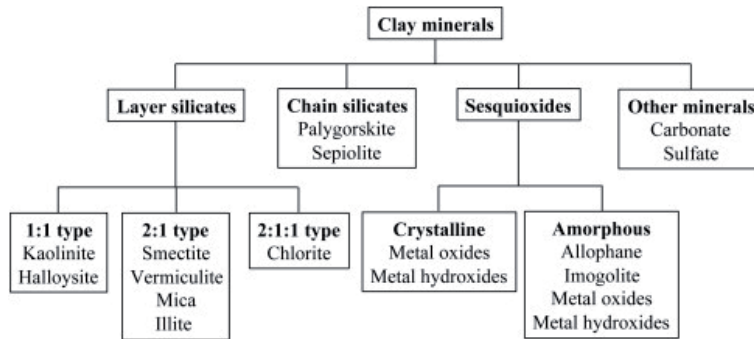 Clay minerals
Layer silicates
Chain silicates
Palygorskite
Sepiolite
Sesquioxides
Other minerals
Carbonate
Sulfate
1:1 type
Kaolinite
Halloysite
2:1 type
Smectite
Vermiculite
Mica
Illite
2:1:1 type
Chlorite
Crystalline
Metal oxides
Metal hydroxides
Amorphous
Allophane
Imogolite
Metal oxides
Metal hydroxides